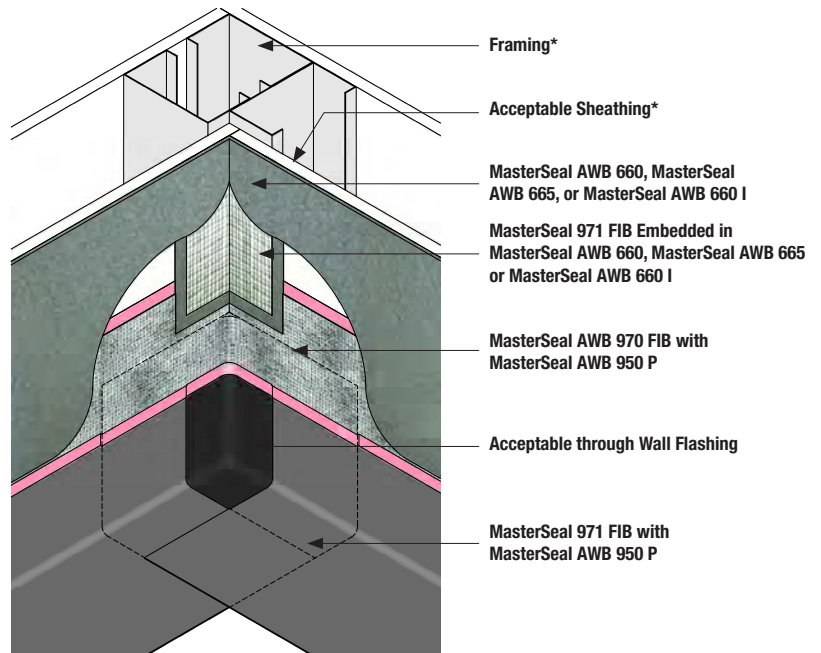 Framing*
Acceptable Sheathing*
MasterSeal AWB 660, MasterSeal
AWB 665, or MasterSeal AWB 660 I
MasterSeal 971 FIB Embedded in
MasterSeal AWB 660, MasterSeal AWB 665
or MasterSeal AWB 660 I
MasterSeal AWB 970 FIB with
MasterSeal AWB 950 P
Acceptable through Wall Flashing
MasterSeal 971 FIB with
MasterSeal AWB 950 P